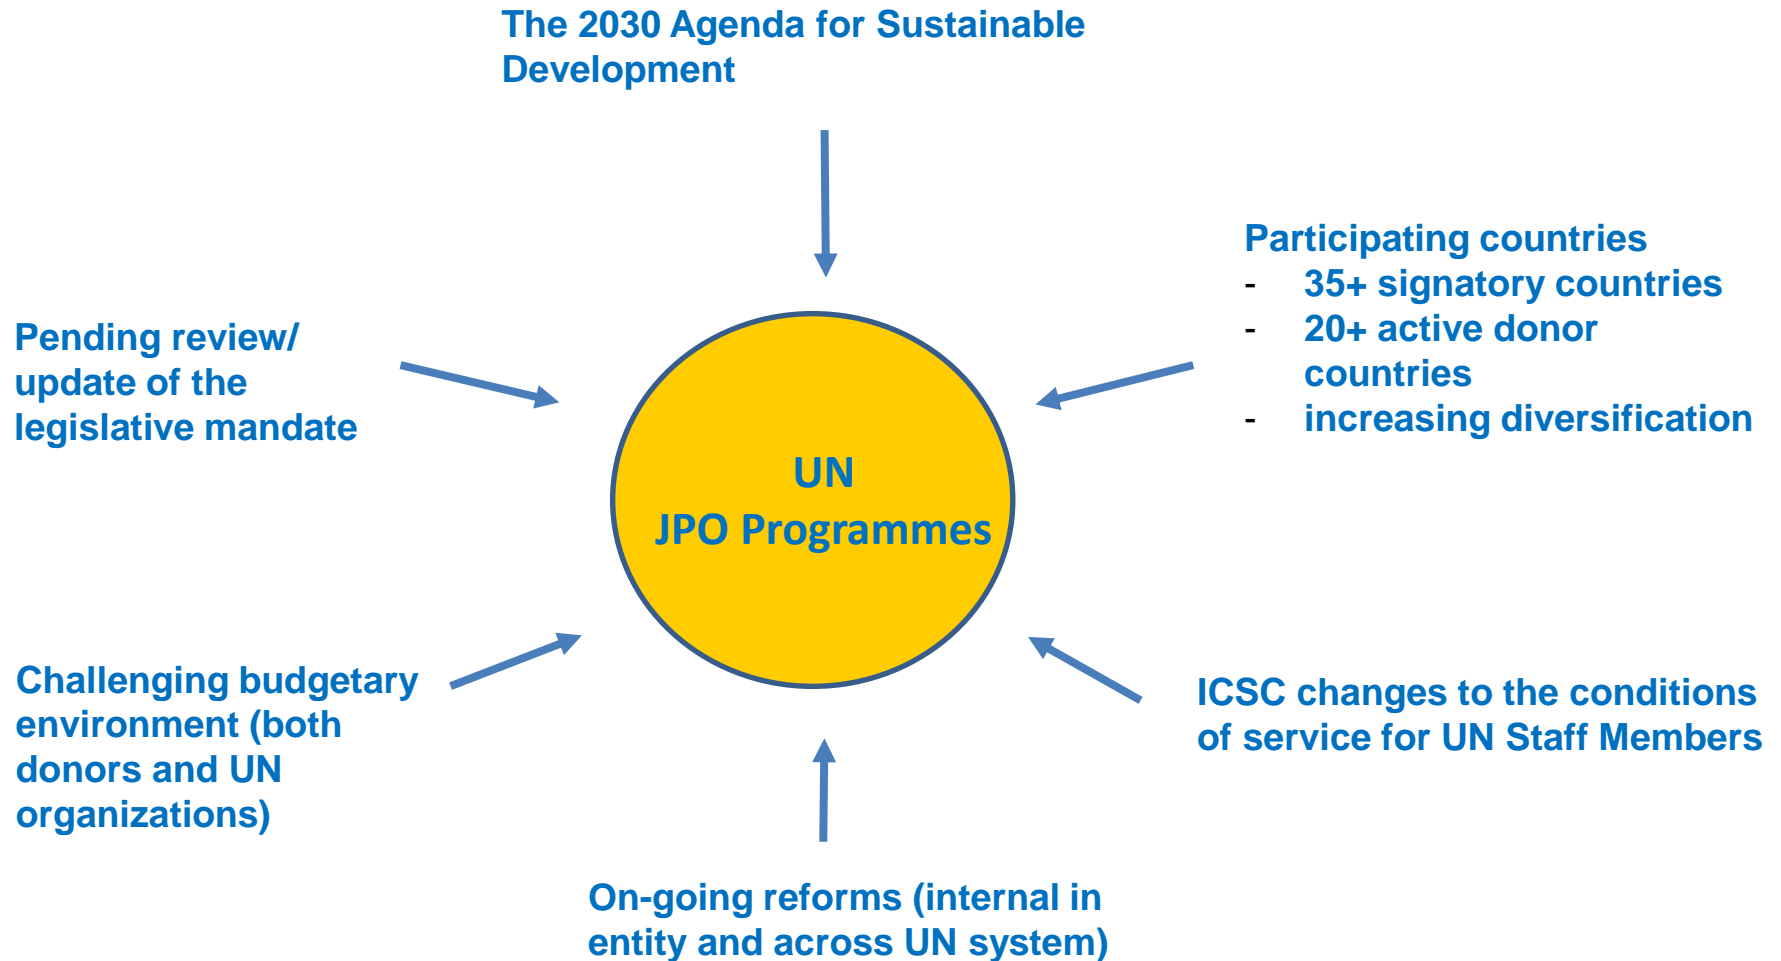 The 2030 Agenda for Sustainable
Development
Participating countries
- 35+ signatory countries
- 20+ active donor
countries
- increasing diversification
Pending review/
update of the
legislative mandate
UN
JPO Programmes
Challenging budgetary
environment (both
donors and UN
organizations)
ICSC changes to the conditions
of service for UN Staff Members
On-going reforms (internal in
entity and across UN system)